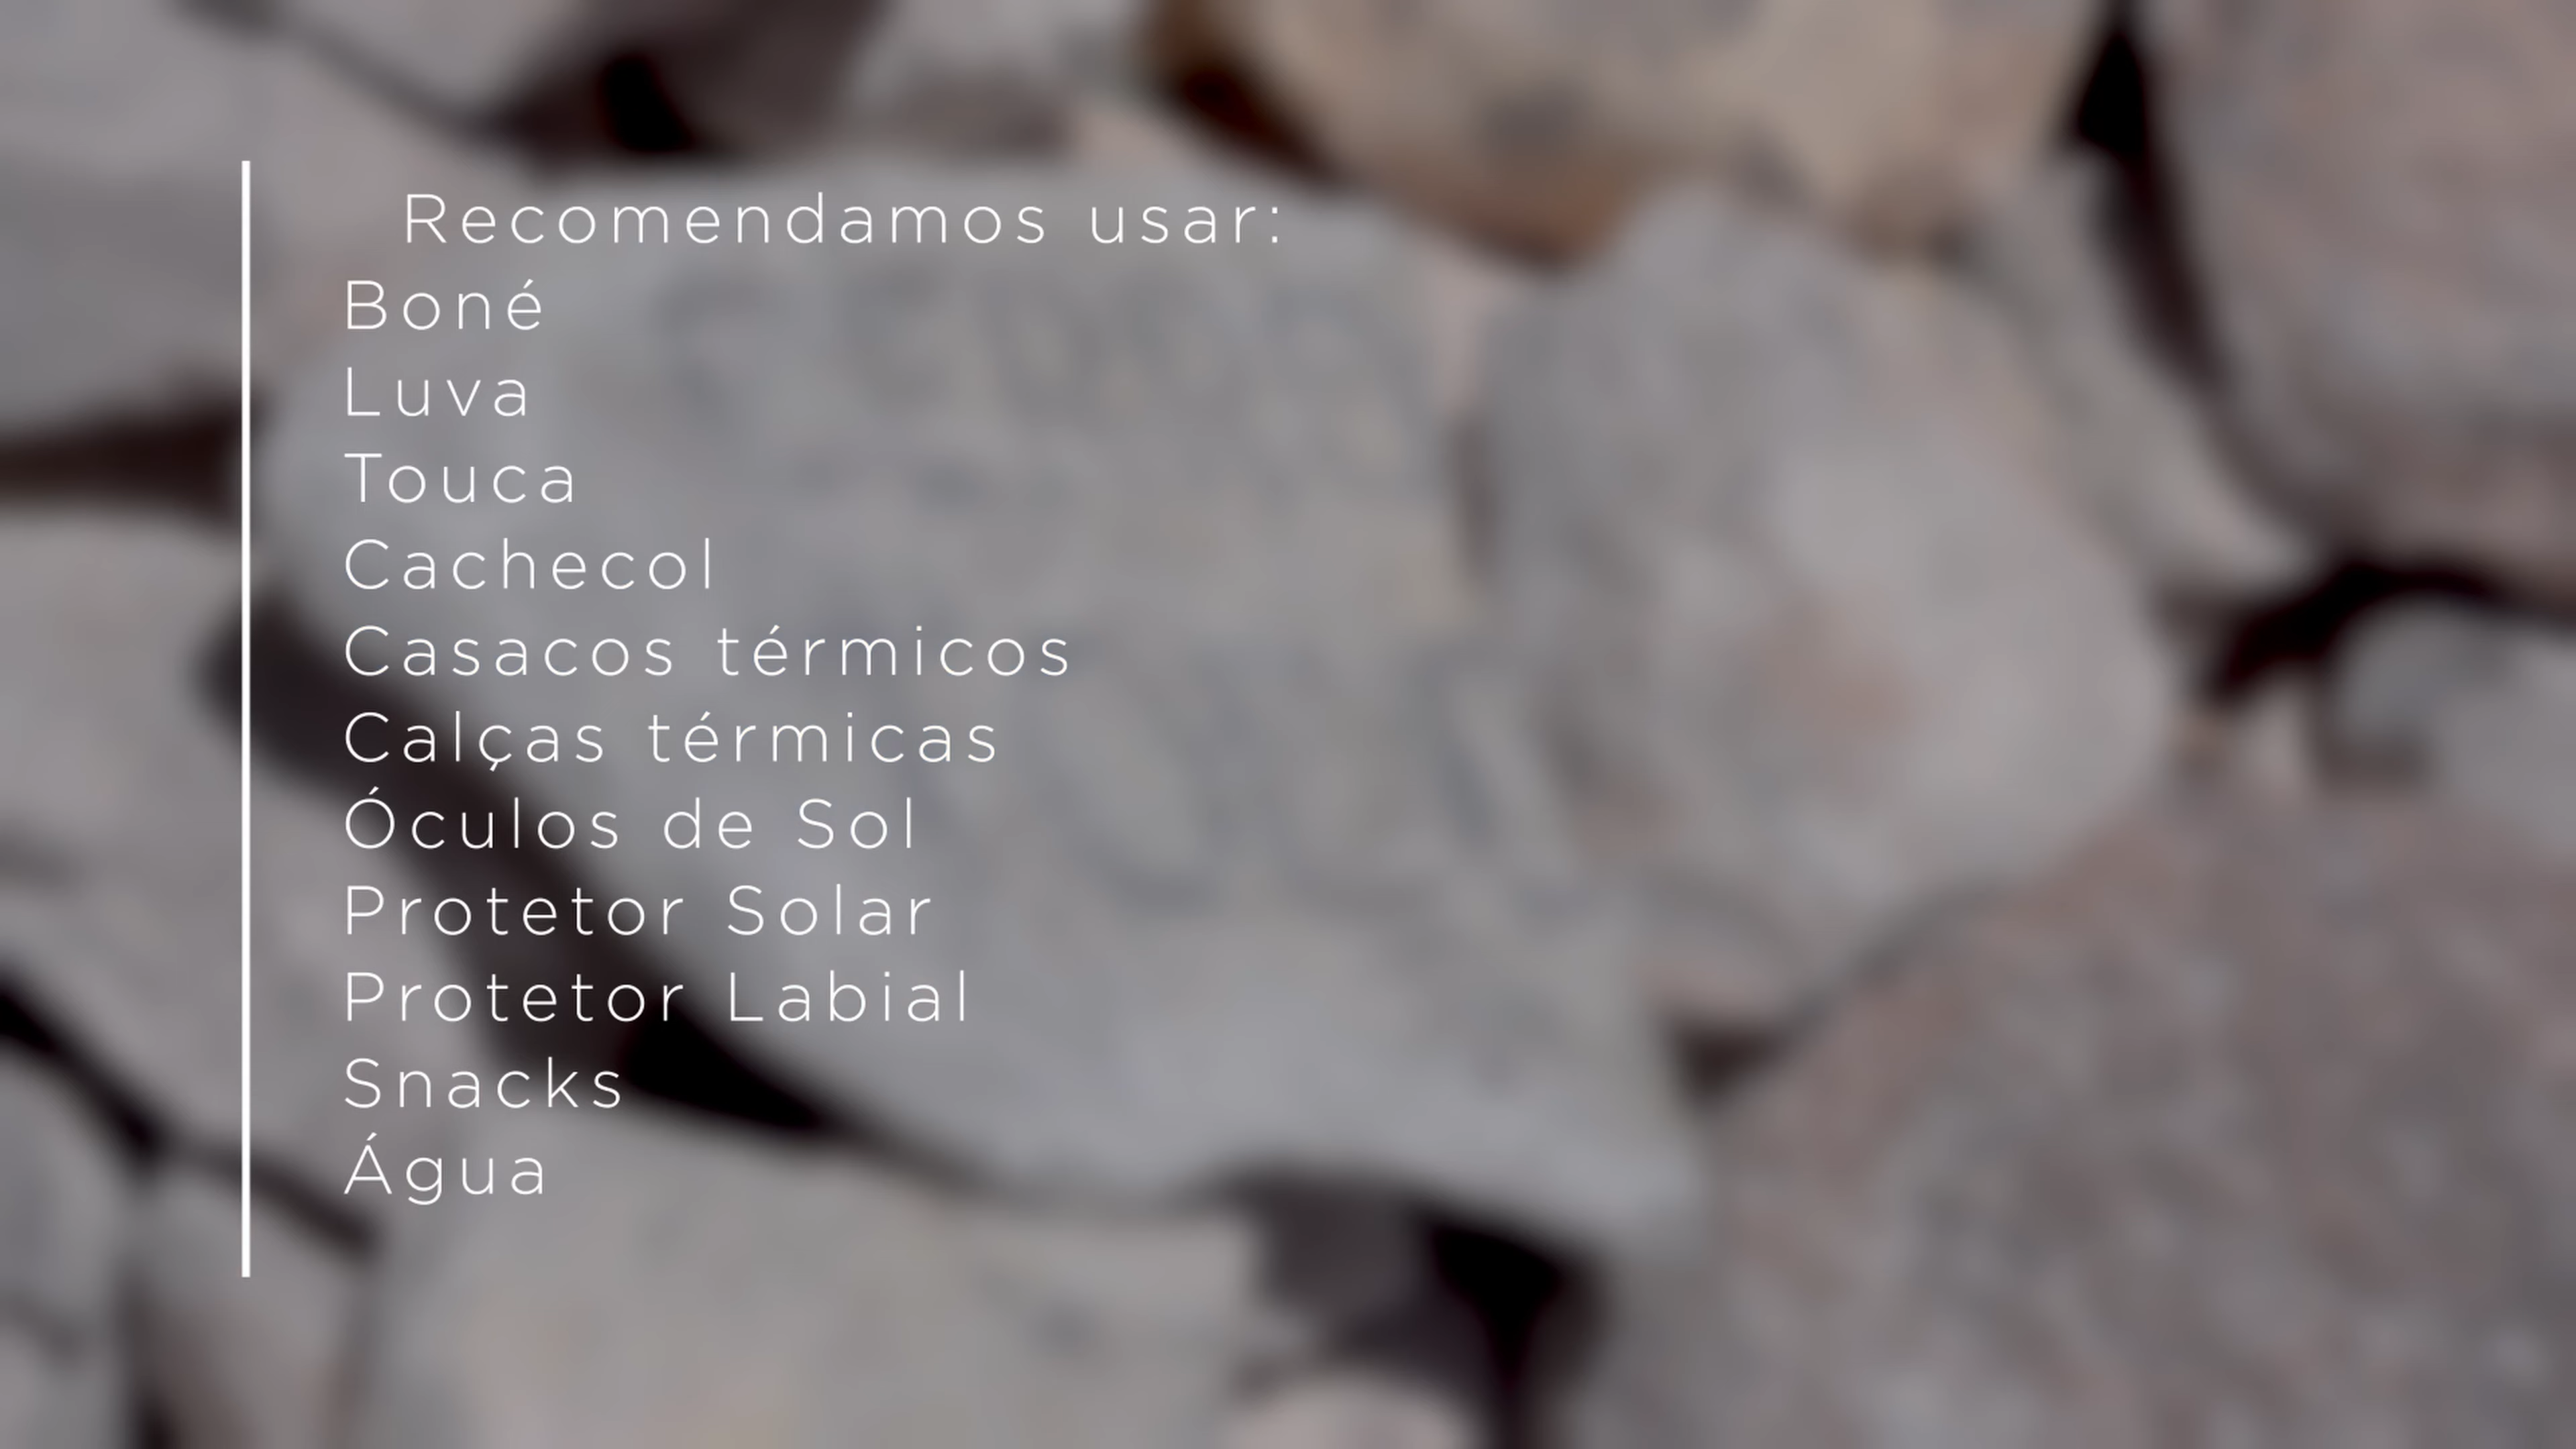 Recomendamos usar:
Boné
Luva
Touca
Cachecol
Casacos térmicos
Calças térmicas
Óculos de Sol
Protetor Solar
Protetor Labial
Snacks
Água